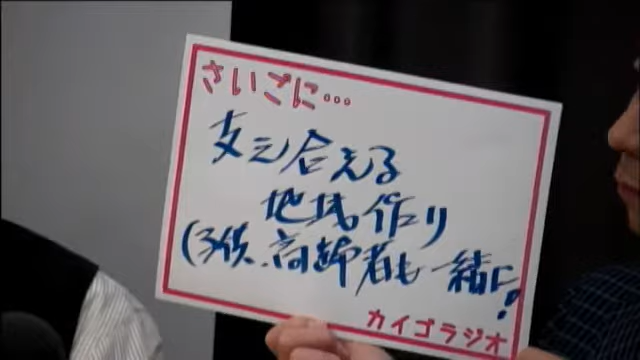 さいごに…
支え合える
地域作り
(子供、高齢者も一緒に!
カイゴラジオ